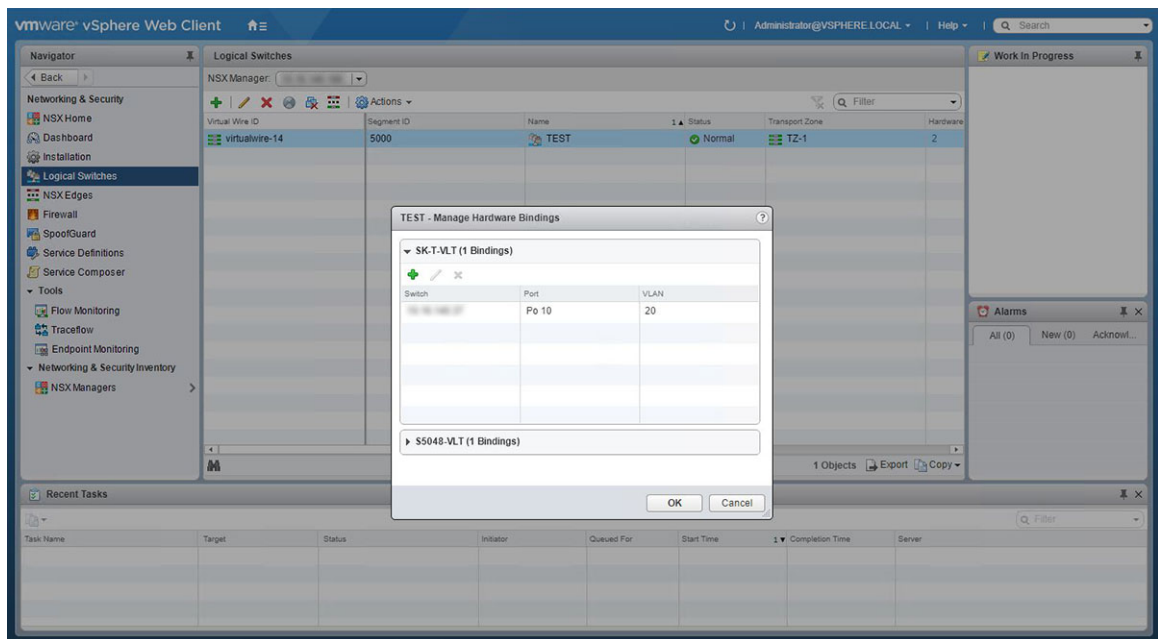 vmware® vSphere Web Client
Administrator@VSPHERE.LOCAL | Help | Search
Navigator
Back
Networking & Security
NSX Home
Dashboard
Installation
Logical Switches
NSX Edges
Firewall
SpoofGuard
Service Definitions
Service Composer
Tools
Flow Monitoring
Traceflow
Endpoint Monitoring
Networking & Security Inventory
NSX Managers
Logical Switches
NSX Manager:
Actions
Filter
Virtual Wire ID Segment ID Name 1 Status Transport Zone Hardware
virtualwire-14 5000 TEST Normal TZ-1 2
1 Objects Export Copy
TEST - Manage Hardware Bindings
SK-T-VLT (1 Bindings)
Switch Port VLAN
Po 10 20
S5048-VLT (1 Bindings)
OK Cancel
Work In Progress
Alarms
All (0) New (0) Acknowl...
Recent Tasks
Filter
Task Name Target Status Initiator Queued For Start Time 1 Completion Time Server